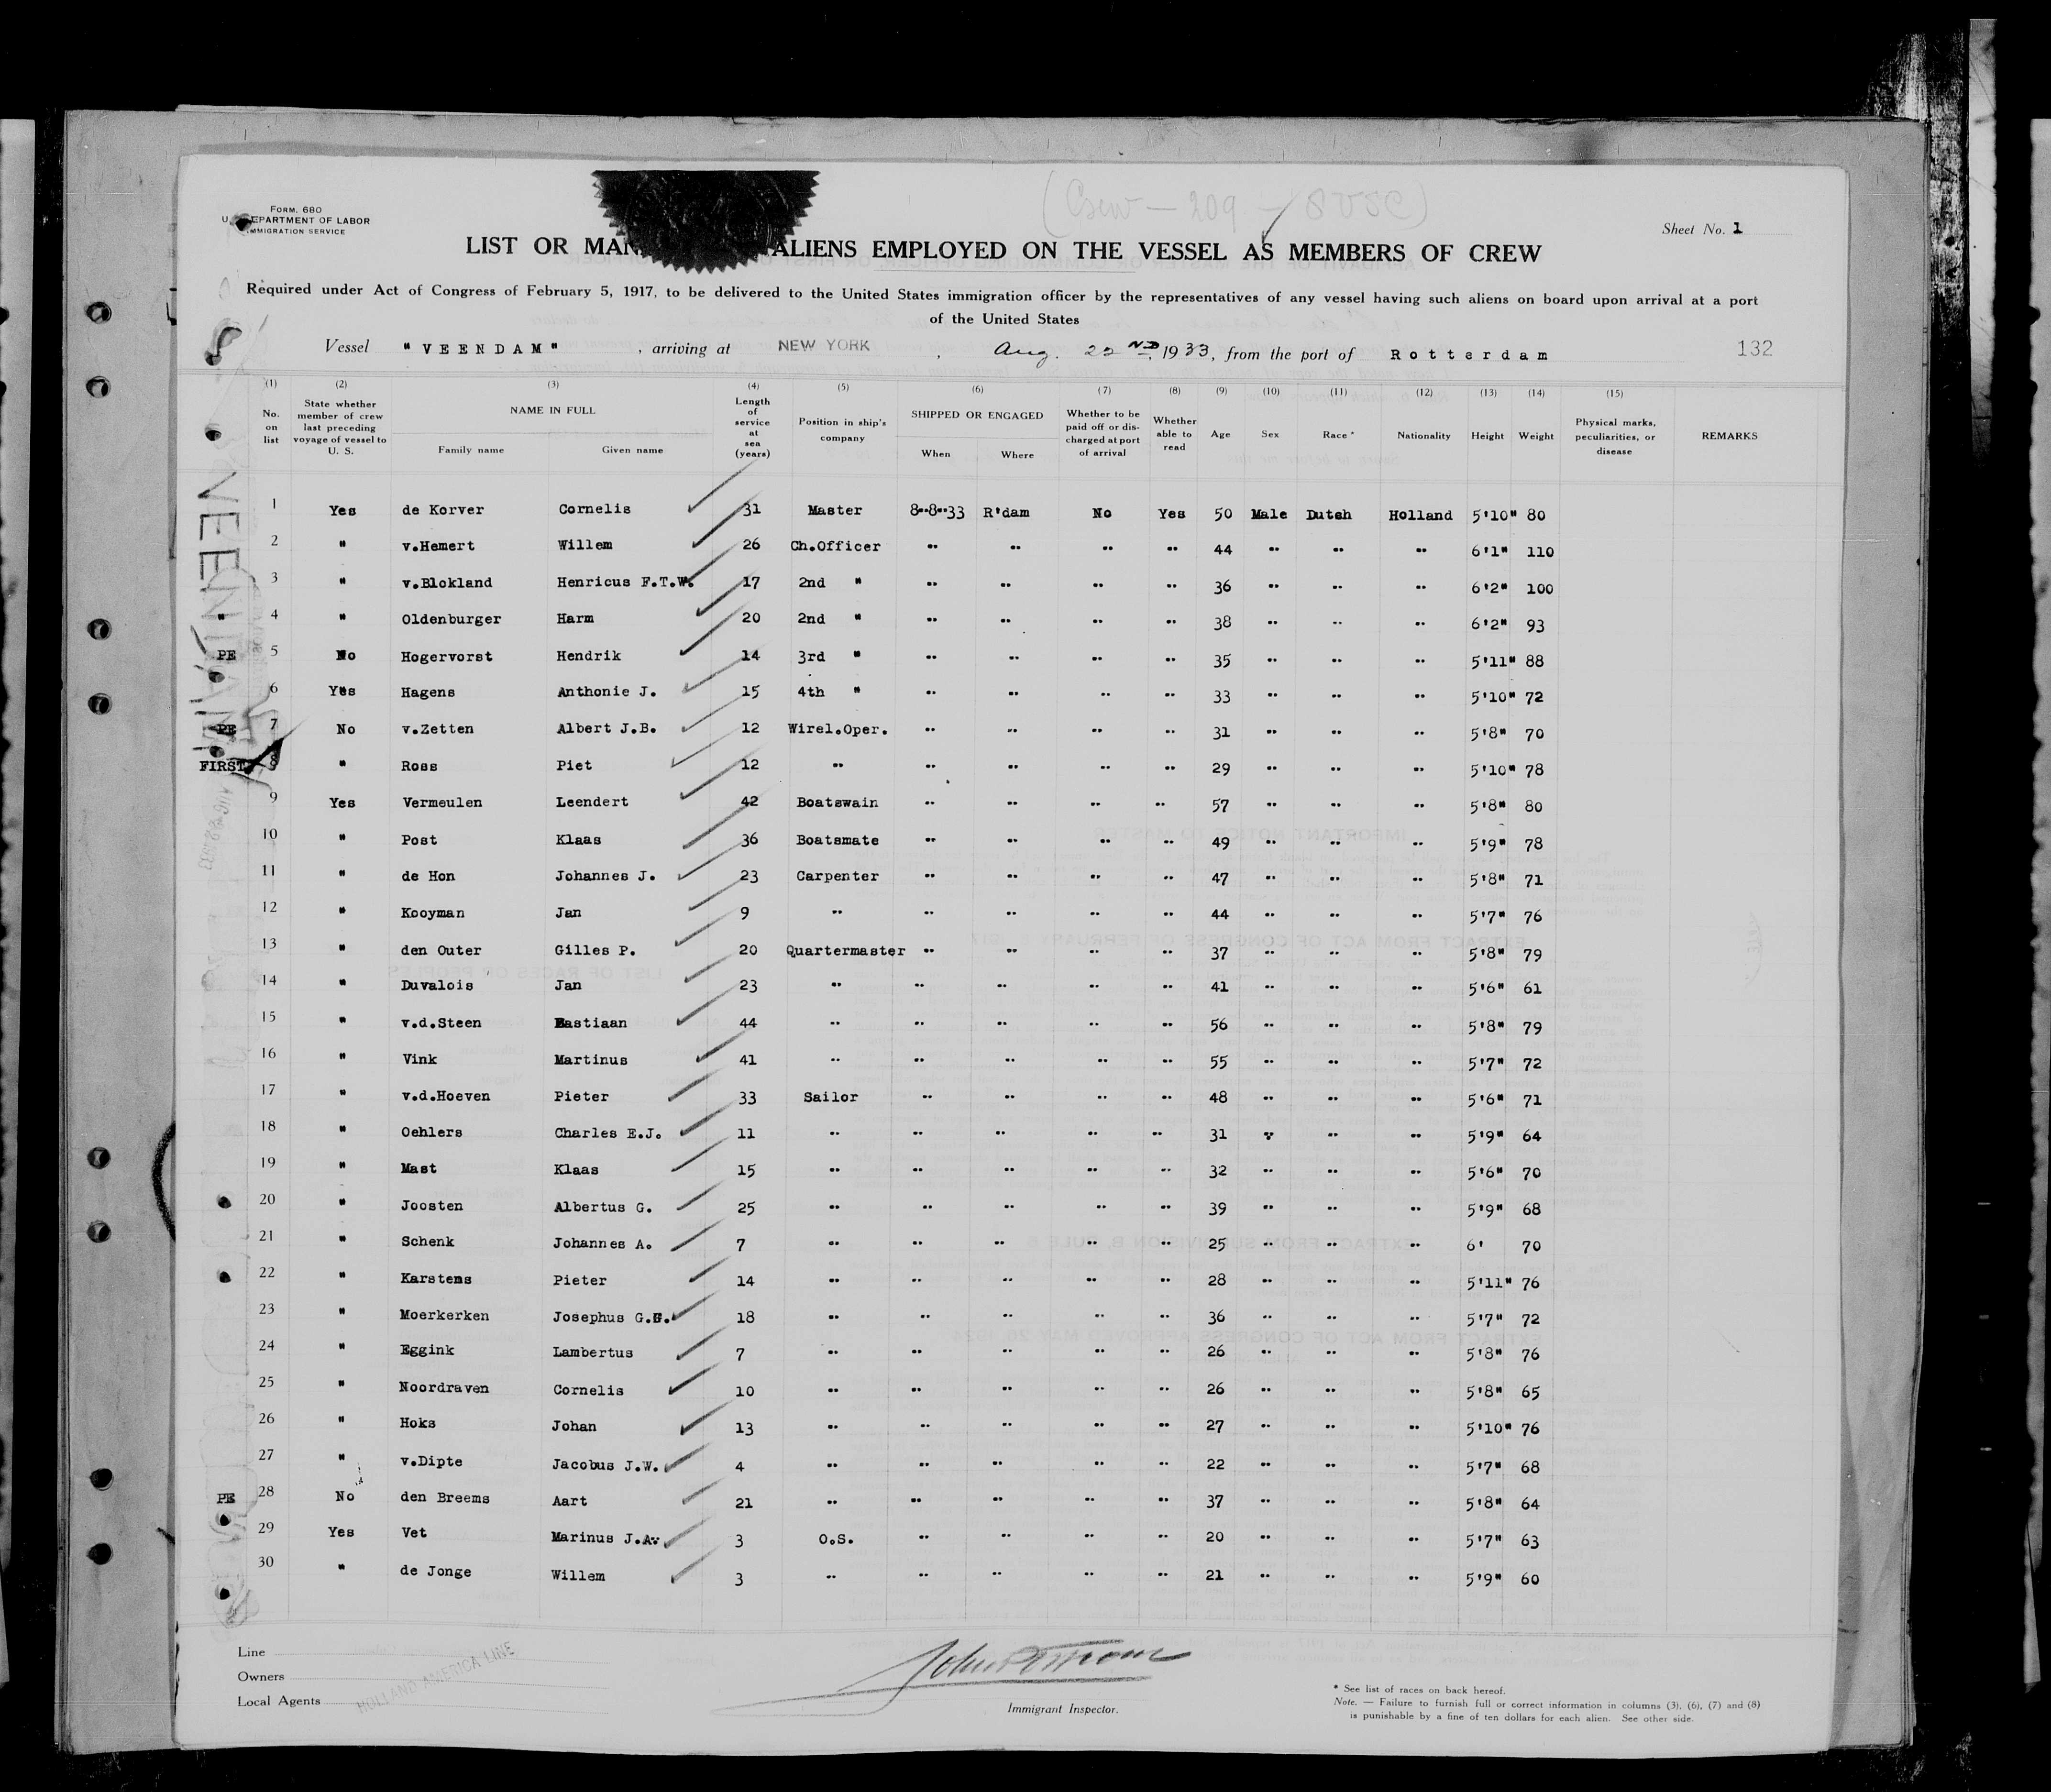 (Crew — 209 — / S U S C)
FORM. 680
U. DEPARTMENT OF LABOR
IMMIGRATION SERVICE
Sheet No. 1
LIST OR MAN ALIENS EMPLOYED ON THE VESSEL AS MEMBERS OF CREW
Required under Act of Congress of February 5, 1917, to be delivered to the United States immigration officer by the representatives of any vessel having such aliens on board upon arrival at a port
of the United States
Vessel "VEENDAM", arriving at NEW YORK, Aug. 22ND, 1933, from the port of Rotterdam 132
(1) (2) (3) (4) (5) (6) (7) (8) (9) (10) (11) (12) (13) (14) (15)
No. on list State whether member of crew last preceding voyage of vessel to U. S. NAME IN FULL Family name Given name Length of service at sea (years) Position in ship's company SHIPPED OR ENGAGED When Where Whether to be paid off or discharged at port of arrival Whether able to read Age Sex Race * Nationality Height Weight Physical marks, peculiarities, or disease REMARKS
1 Yes de Korver Cornelis 31 Master 8--8--33 R'dam No Yes 50 Male Dutch Holland 5'10" 80
2 " v.Hemert Willem 26 Ch.Officer " " " " 44 " " " 6'1" 110
3 " v.Blokland Henricus F.T.W. 17 2nd " " " " " 36 " " " 6'2" 100
" 4 " Oldenburger Harm 20 2nd " " " " " 38 " " " 6'2" 93
PE 5 No Hogervorst Hendrik 14 3rd " " " " " 35 " " " 5'11" 88
6 Yes Hagens Anthonie J. 15 4th " " " " " 33 " " " 5'10" 72
PE 7 No v.Zetten Albert J.B. 12 Wirel.Oper. " " " " 31 " " " 5'8" 70
FIRST 8 " Ross Piet 12 " " " " " 29 " " " 5'10" 78
9 Yes Vermeulen Leendert 42 Boatswain " " " " 57 " " " 5'8" 80
10 " Post Klaas 36 Boatsmate " " " " 49 " " " 5'9" 78
11 " de Hon Johannes J. 23 Carpenter " " " " 47 " " " 5'8" 71
12 " Kooyman Jan 9 " " " " " 44 " " " 5'7" 76
13 " den Outer Gilles P. 20 Quartermaster " " " " 37 " " " 5'8" 79
14 " Duvalois Jan 23 " " " " " 41 " " " 5'6" 61
15 " v.d.Steen Bastiaan 44 " " " " " 56 " " " 5'8" 79
16 " Vink Martinus 41 " " " " " 55 " " " 5'7" 72
17 " v.d.Hoeven Pieter 33 Sailor " " " " 48 " " " 5'6" 71
18 " Oehlers Charles E.J. 11 " " " " " 31 " " " 5'9" 64
19 " Mast Klaas 15 " " " " " 32 " " " 5'6" 70
20 " Joosten Albertus G. 25 " " " " " 39 " " " 5'9" 68
21 " Schenk Johannes A. 7 " " " " " 25 " " " 6' 70
22 " Karstens Pieter 14 " " " " " 28 " " " 5'11" 76
23 " Moerkerken Josephus G.G. 18 " " " " " 36 " " " 5'7" 72
24 " Eggink Lambertus 7 " " " " " 26 " " " 5'8" 76
25 " Noordraven Cornelis 10 " " " " " 26 " " " 5'8" 65
26 " Hoks Johan 13 " " " " " 27 " " " 5'10" 76
27 " v.Dipte Jacobus J.W. 4 " " " " " 22 " " " 5'7" 68
PE 28 No den Breems Aart 21 " " " " " 37 " " " 5'8" 64
29 Yes Vet Marinus J.A. 3 O.S. " " " " 20 " " " 5'7" 63
30 " de Jonge Willem 3 " " " " " 21 " " " 5'9" 60
VEENDAM
Line
Owners
Local Agents
HOLLAND AMERICA LINE
Immigrant Inspector.
* See list of races on back hereof.
Note. — Failure to furnish full or correct information in columns (3), (6), (7) and (8)
is punishable by a fine of ten dollars for each alien. See other side.